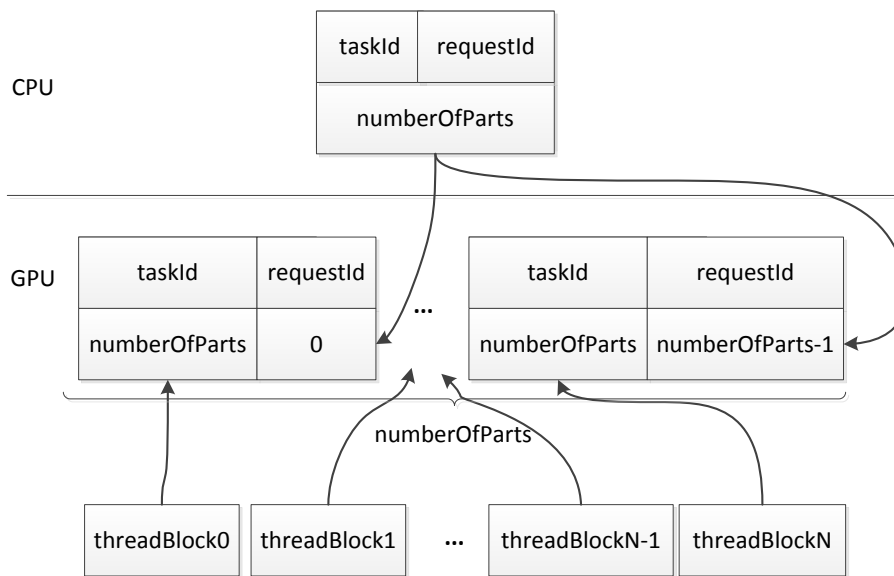 taskId requestId
CPU
numberOfParts
taskId requestId taskId requestId
GPU
...
numberOfParts 0 numberOfParts numberOfParts-1
numberOfParts
threadBlock0 threadBlock1 ... threadBlockN-1 threadBlockN